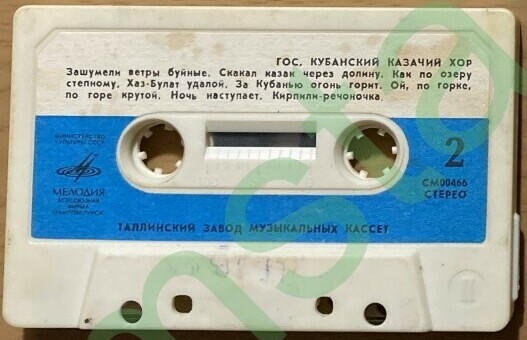 ГОС. КУБАНСКИЙ КАЗАЧИЙ ХОР
Зашумели ветры буйные. Скакал казак через долину. Как по озеру
степному. Хаз-Булат удалой. За Кубанью огонь горит. Ой, по горке,
по горе крутой. Ночь наступает. Кирпили-речоночка.
МИНИСТЕРСТВО
КУЛЬТУРЫ СССР
МЕЛОДИЯ
ВСЕСОЮЗНАЯ
ФИРМА
ГРАМПЛАСТИНОК
2
СМ00466
СТЕРЕО
ТАЛЛИНСКИЙ ЗАВОД МУЗЫКАЛЬНЫХ КАССЕТ